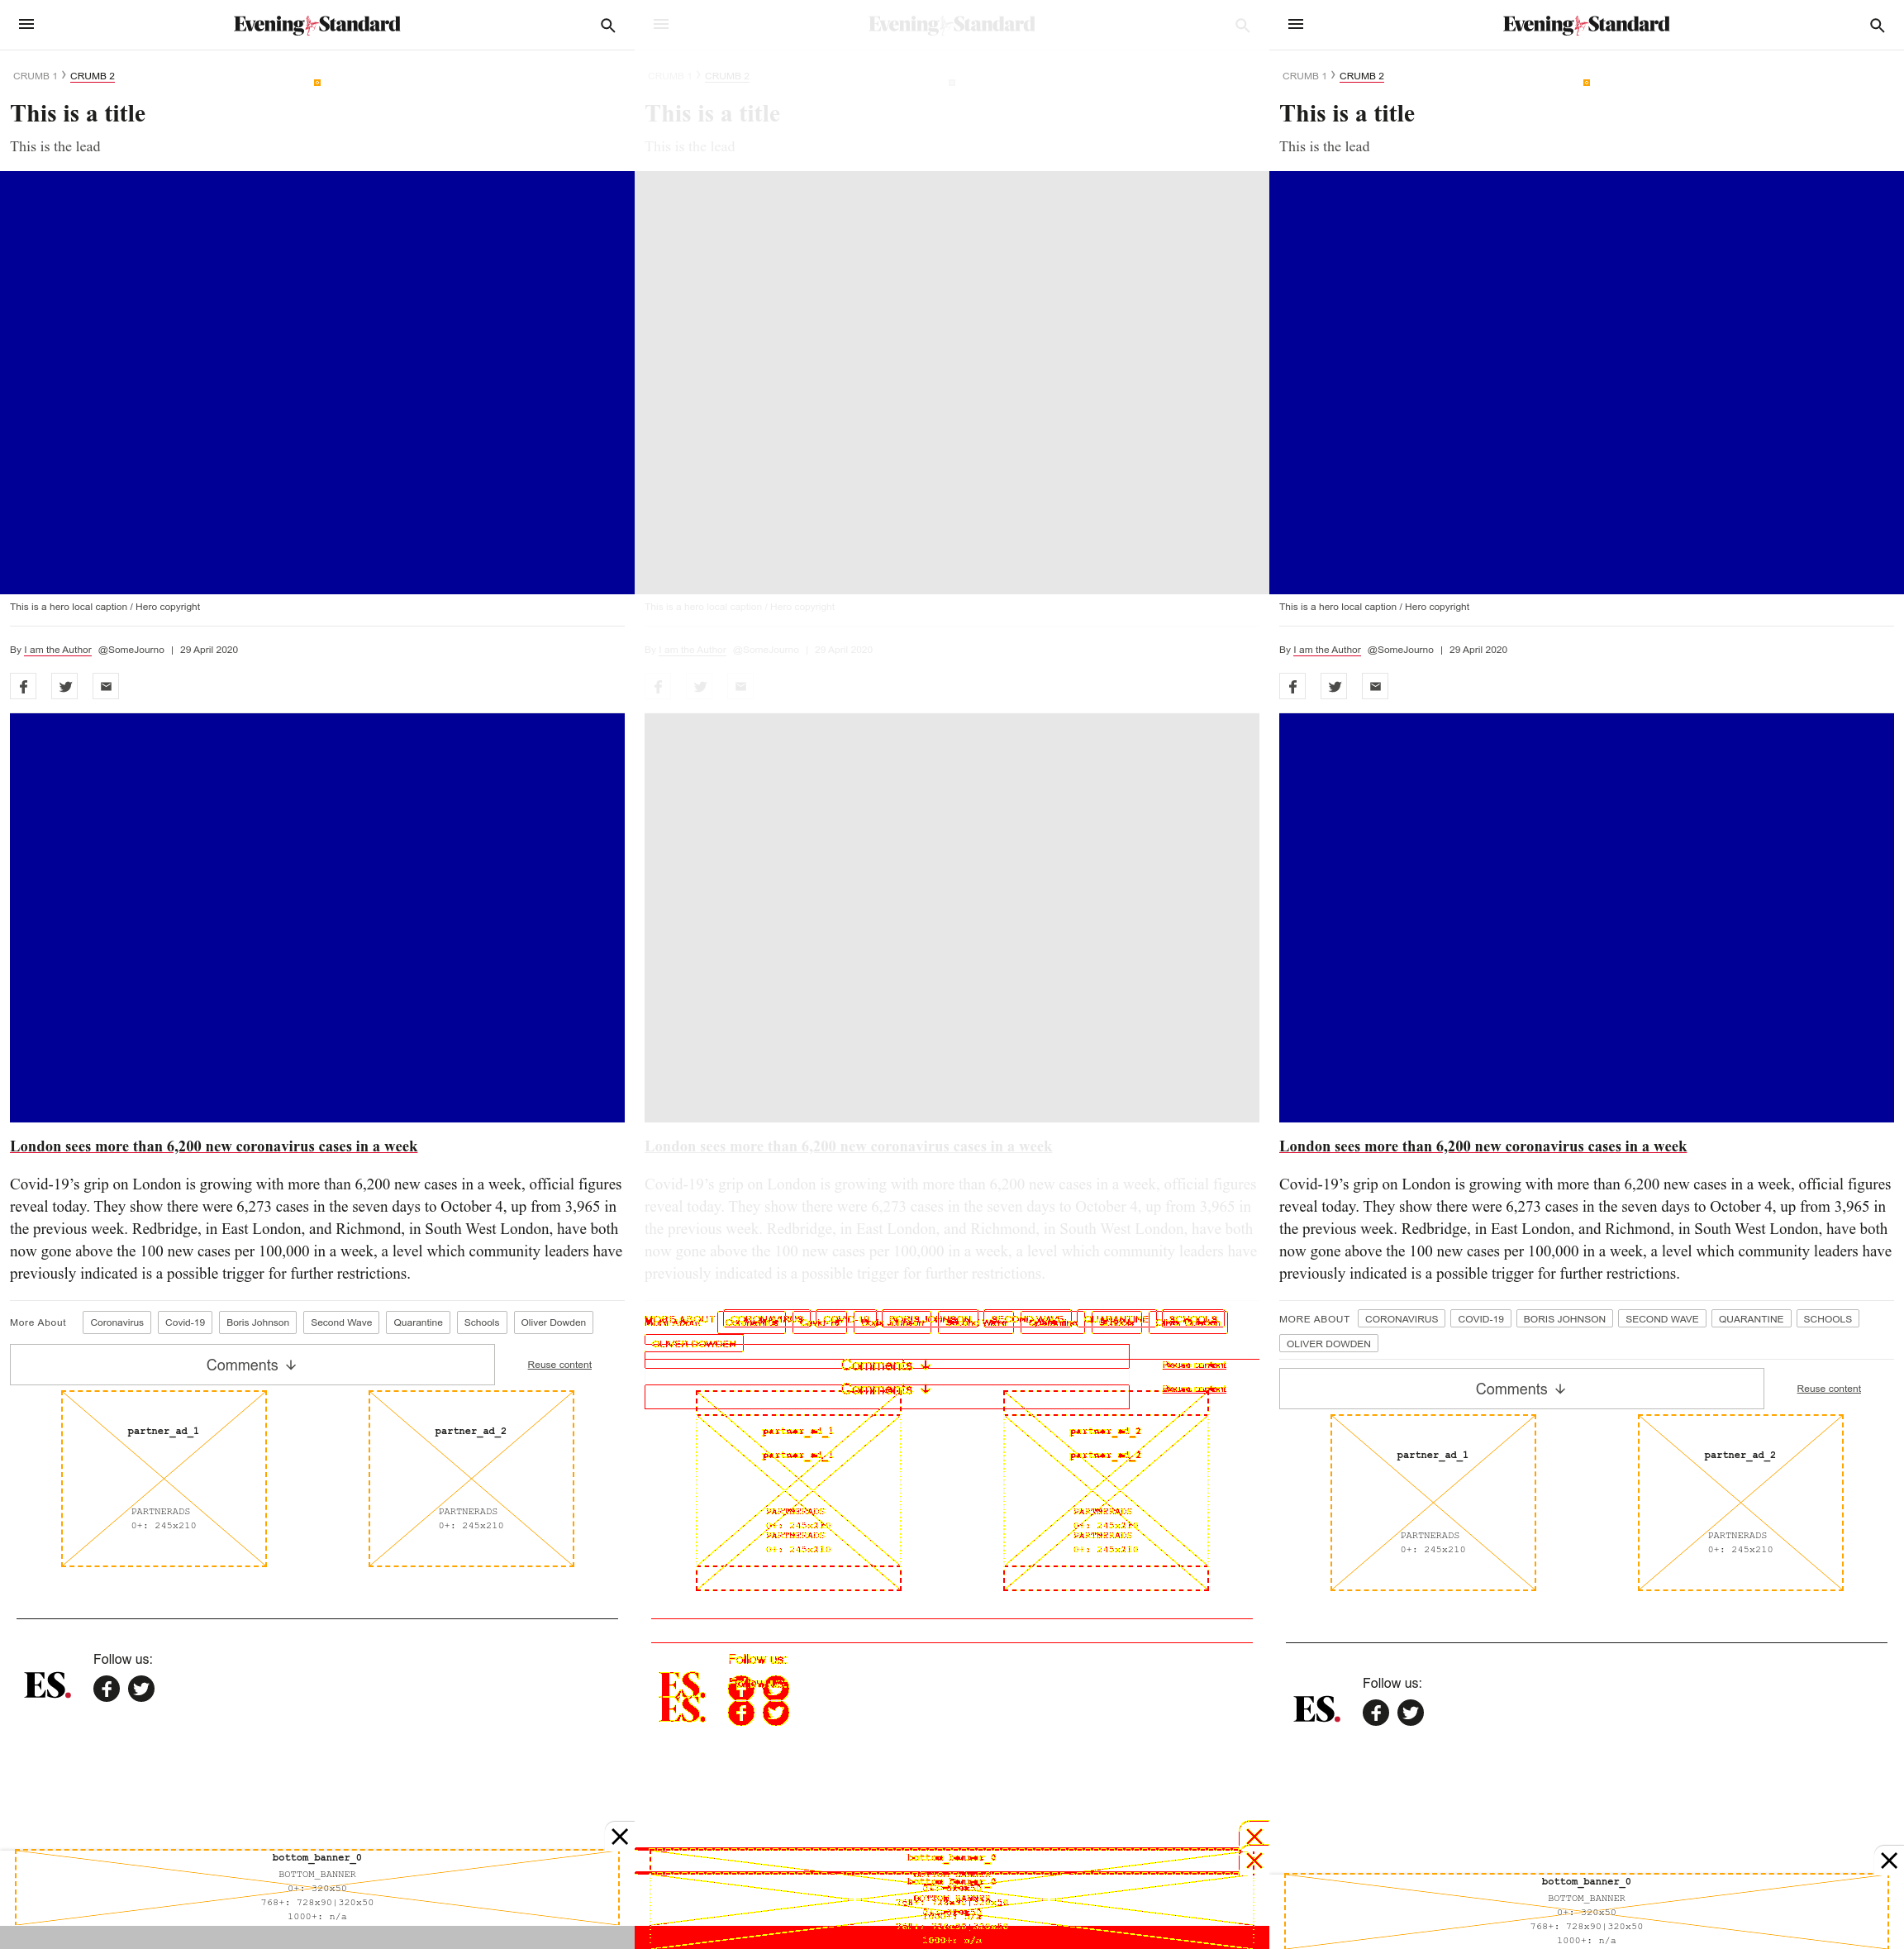 Evening Standard
CRUMB 1 › CRUMB 2
This is a title
This is the lead
This is a hero local caption / Hero copyright
By I am the Author @SomeJourno | 29 April 2020
London sees more than 6,200 new coronavirus cases in a week
Covid-19’s grip on London is growing with more than 6,200 new cases in a week, official figures
reveal today. They show there were 6,273 cases in the seven days to October 4, up from 3,965 in
the previous week. Redbridge, in East London, and Richmond, in South West London, have both
now gone above the 100 new cases per 100,000 in a week, a level which community leaders have
previously indicated is a possible trigger for further restrictions.
More About Coronavirus Covid-19 Boris Johnson Second Wave Quarantine Schools Oliver Dowden
Comments ↓ Reuse content
partner_ad_1 partner_ad_2
PARTNERADS PARTNERADS
0+: 245x210 0+: 245x210
Follow us:
ES.
bottom_banner_0
BOTTOM_BANNER
0+: 320x50
768+: 728x90|320x50
1000+: n/a
Evening Standard
CRUMB 1 › CRUMB 2
This is a title
This is the lead
This is a hero local caption / Hero copyright
By I am the Author @SomeJourno | 29 April 2020
London sees more than 6,200 new coronavirus cases in a week
Covid-19’s grip on London is growing with more than 6,200 new cases in a week, official figures
reveal today. They show there were 6,273 cases in the seven days to October 4, up from 3,965 in
the previous week. Redbridge, in East London, and Richmond, in South West London, have both
now gone above the 100 new cases per 100,000 in a week, a level which community leaders have
previously indicated is a possible trigger for further restrictions.
MORE ABOUT
OLIVER DOWDEN
Comments ↓
Comments ↓
partner_ad_1 partner_ad_2
partner_ad_1 partner_ad_2
PARTNERADS PARTNERADS
0+: 245x210 0+: 245x210
PARTNERADS PARTNERADS
0+: 245x210 0+: 245x210
Follow us:
ES.
ES.
bottom_banner_0
1000+: n/a
Evening Standard
CRUMB 1 › CRUMB 2
This is a title
This is the lead
This is a hero local caption / Hero copyright
By I am the Author @SomeJourno | 29 April 2020
London sees more than 6,200 new coronavirus cases in a week
Covid-19’s grip on London is growing with more than 6,200 new cases in a week, official figures
reveal today. They show there were 6,273 cases in the seven days to October 4, up from 3,965 in
the previous week. Redbridge, in East London, and Richmond, in South West London, have both
now gone above the 100 new cases per 100,000 in a week, a level which community leaders have
previously indicated is a possible trigger for further restrictions.
MORE ABOUT CORONAVIRUS COVID-19 BORIS JOHNSON SECOND WAVE QUARANTINE SCHOOLS
OLIVER DOWDEN
Comments ↓ Reuse content
partner_ad_1 partner_ad_2
PARTNERADS PARTNERADS
0+: 245x210 0+: 245x210
Follow us:
ES.
bottom_banner_0
BOTTOM_BANNER
0+: 320x50
768+: 728x90|320x50
1000+: n/a